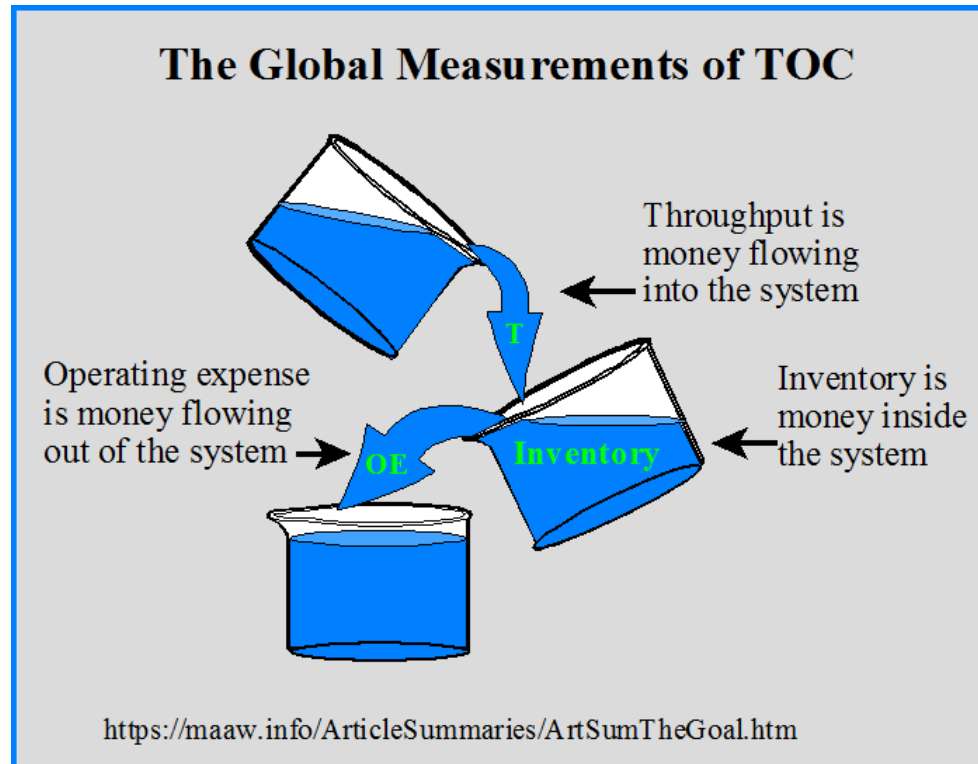 The Global Measurements of TOC
Throughput is
money flowing
into the system
T
Operating expense
is money flowing
out of the system
OE
Inventory
Inventory is
money inside
the system
https://maaw.info/ArticleSummaries/ArtSumTheGoal.htm